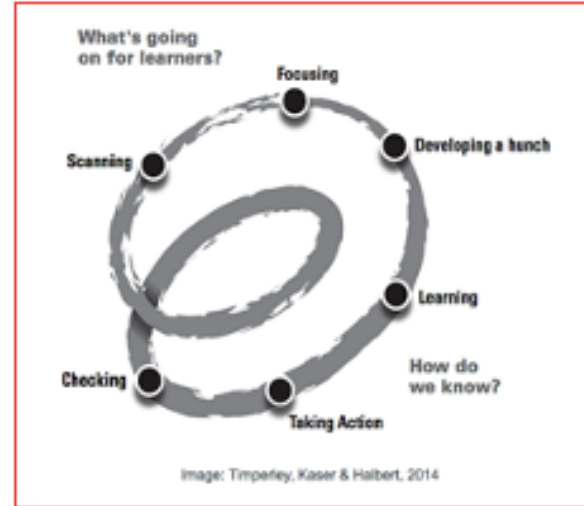 What's going
on for learners?
Focusing
Developing a hunch
Scanning
Learning
How do
we know?
Checking
Taking Action
Image: Timperley, Kaser & Halbert, 2014